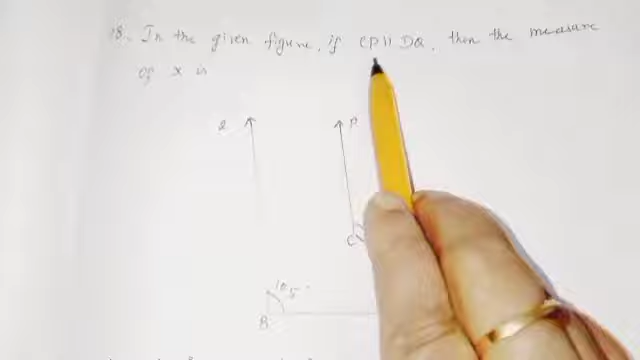 18. In the given figure, if CP || DQ, then the measure
of x is
Q P
C
105°
B